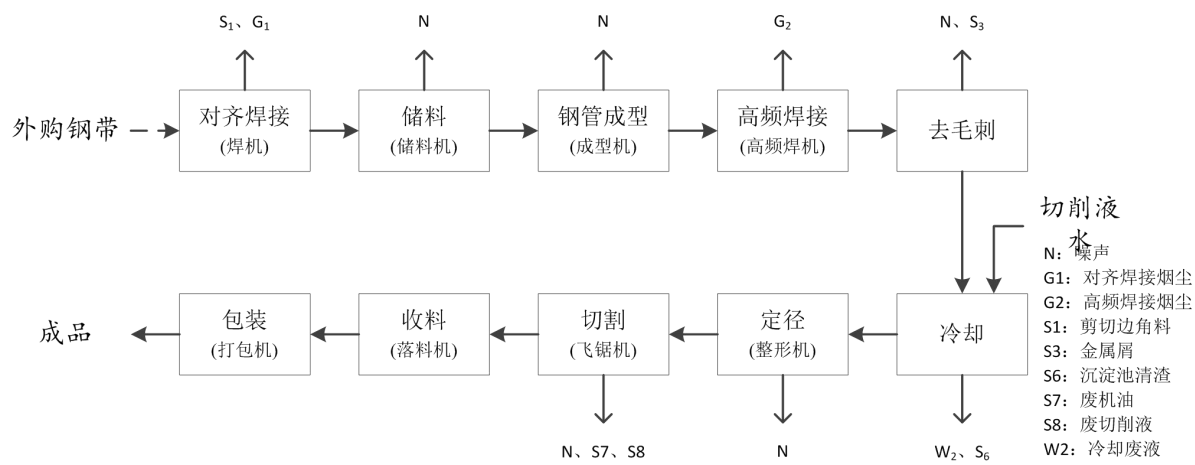 S₁、G₁
N
N
G₂
N、S₃
外购钢带
对齐焊接
(焊机)
储料
(储料机)
钢管成型
(成型机)
高频焊接
(高频焊机)
去毛刺
切削液
水
成品
包装
(打包机)
收料
(落料机)
切割
(飞锯机)
定径
(整形机)
冷却
N、S7、S8
N
W₂、S₆
N：噪声
G1：对齐焊接烟尘
G2：高频焊接烟尘
S1：剪切边角料
S3：金属屑
S6：沉淀池清渣
S7：废机油
S8：废切削液
W2：冷却废液